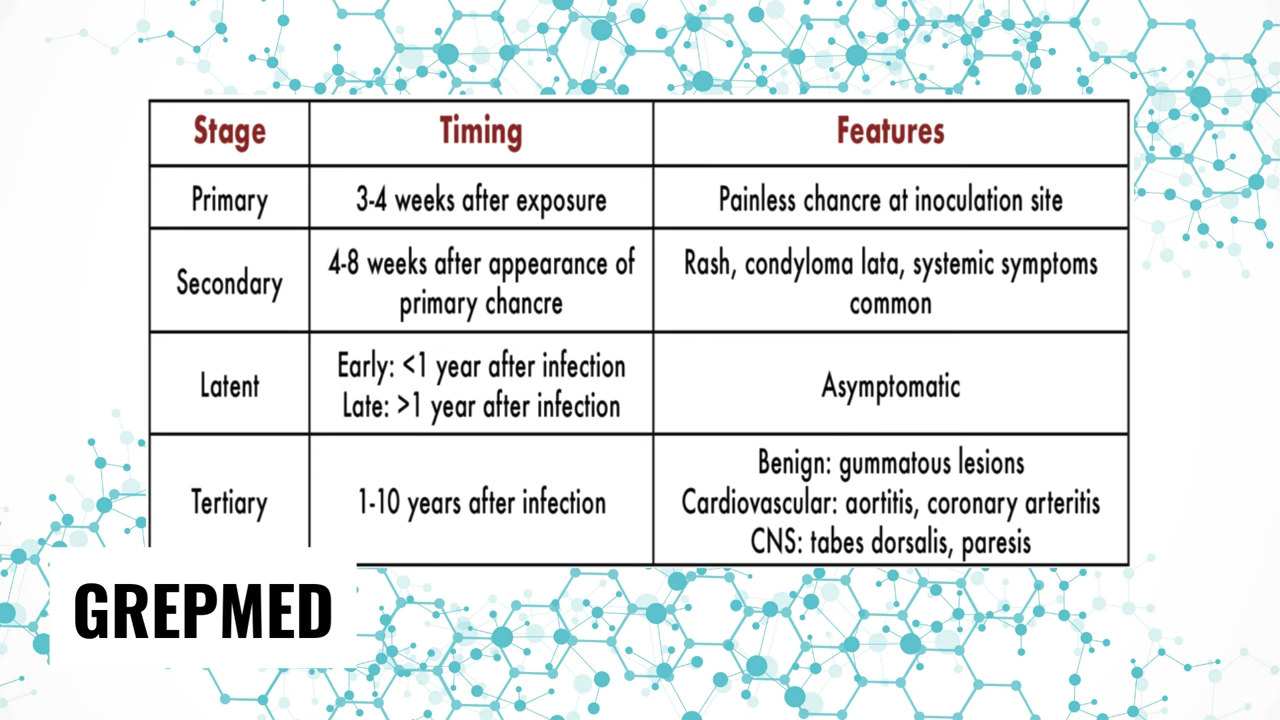 Stage Timing Features
Primary 3-4 weeks after exposure Painless chancre at inoculation site
Secondary 4-8 weeks after appearance of primary chancre Rash, condyloma lata, systemic symptoms common
Latent Early: <1 year after infection Late: >1 year after infection Asymptomatic
Tertiary 1-10 years after infection Benign: gummatous lesions Cardiovascular: aortitis, coronary arteritis CNS: tabes dorsalis, paresis
GREPMED